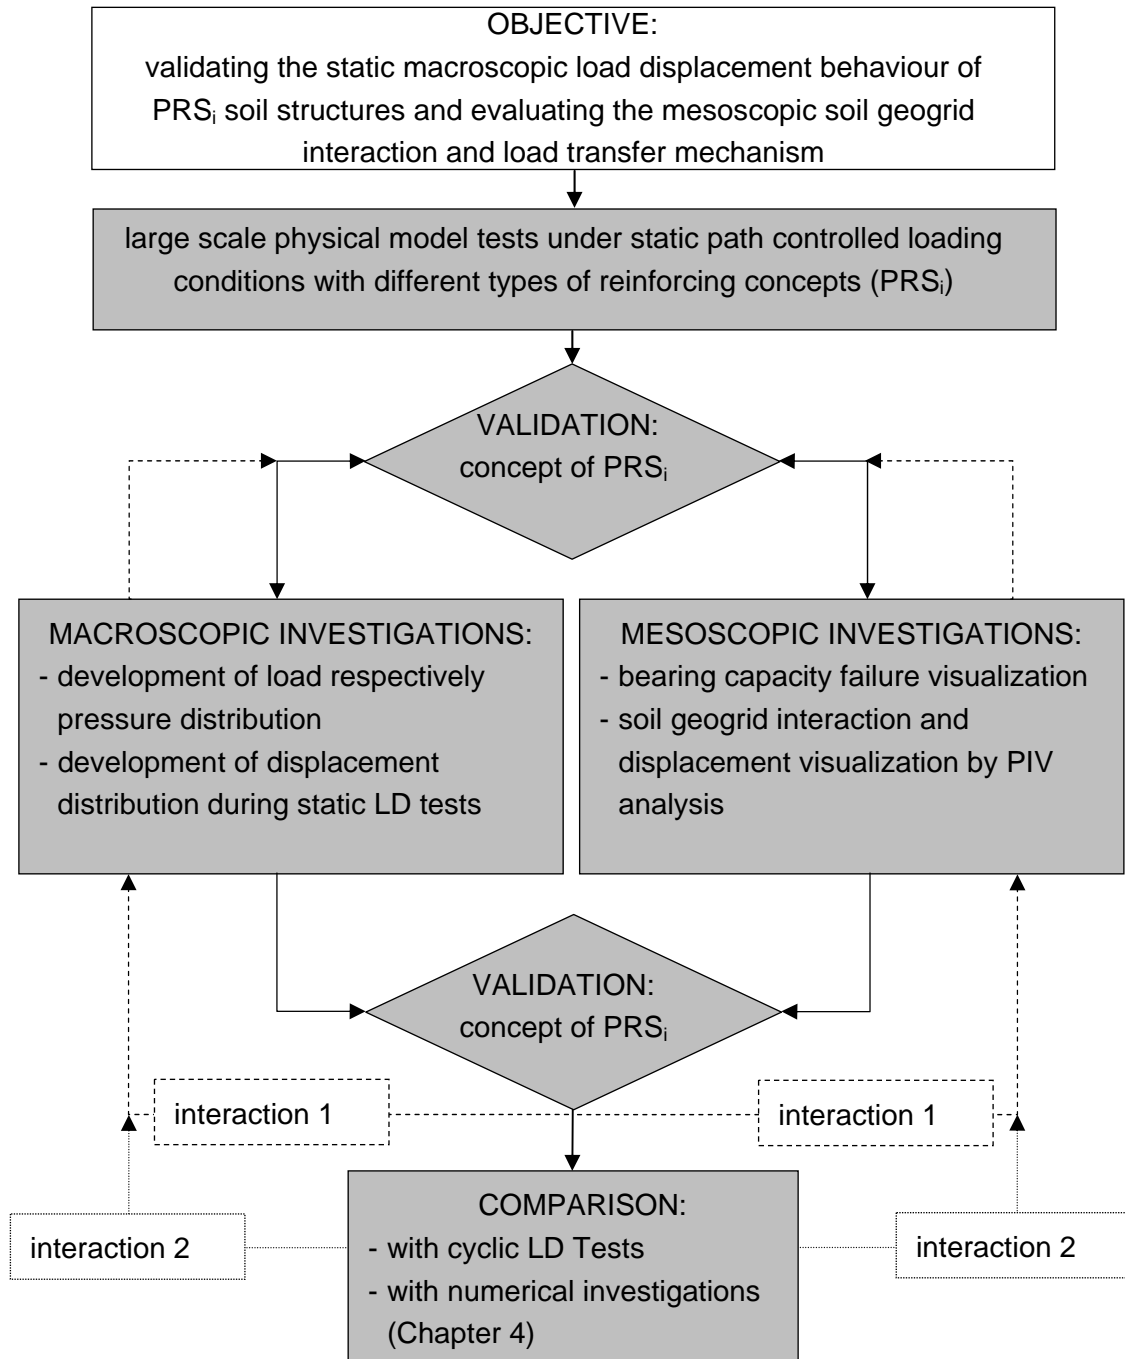 OBJECTIVE:
validating the static macroscopic load displacement behaviour of
PRSi soil structures and evaluating the mesoscopic soil geogrid
interaction and load transfer mechanism
large scale physical model tests under static path controlled loading
conditions with different types of reinforcing concepts (PRSi)
VALIDATION:
concept of PRSi
MACROSCOPIC INVESTIGATIONS:
- development of load respectively
pressure distribution
- development of displacement
distribution during static LD tests
MESOSCOPIC INVESTIGATIONS:
- bearing capacity failure visualization
- soil geogrid interaction and
displacement visualization by PIV
analysis
VALIDATION:
concept of PRSi
interaction 1
interaction 1
interaction 2
COMPARISON:
- with cyclic LD Tests
- with numerical investigations
(Chapter 4)
interaction 2